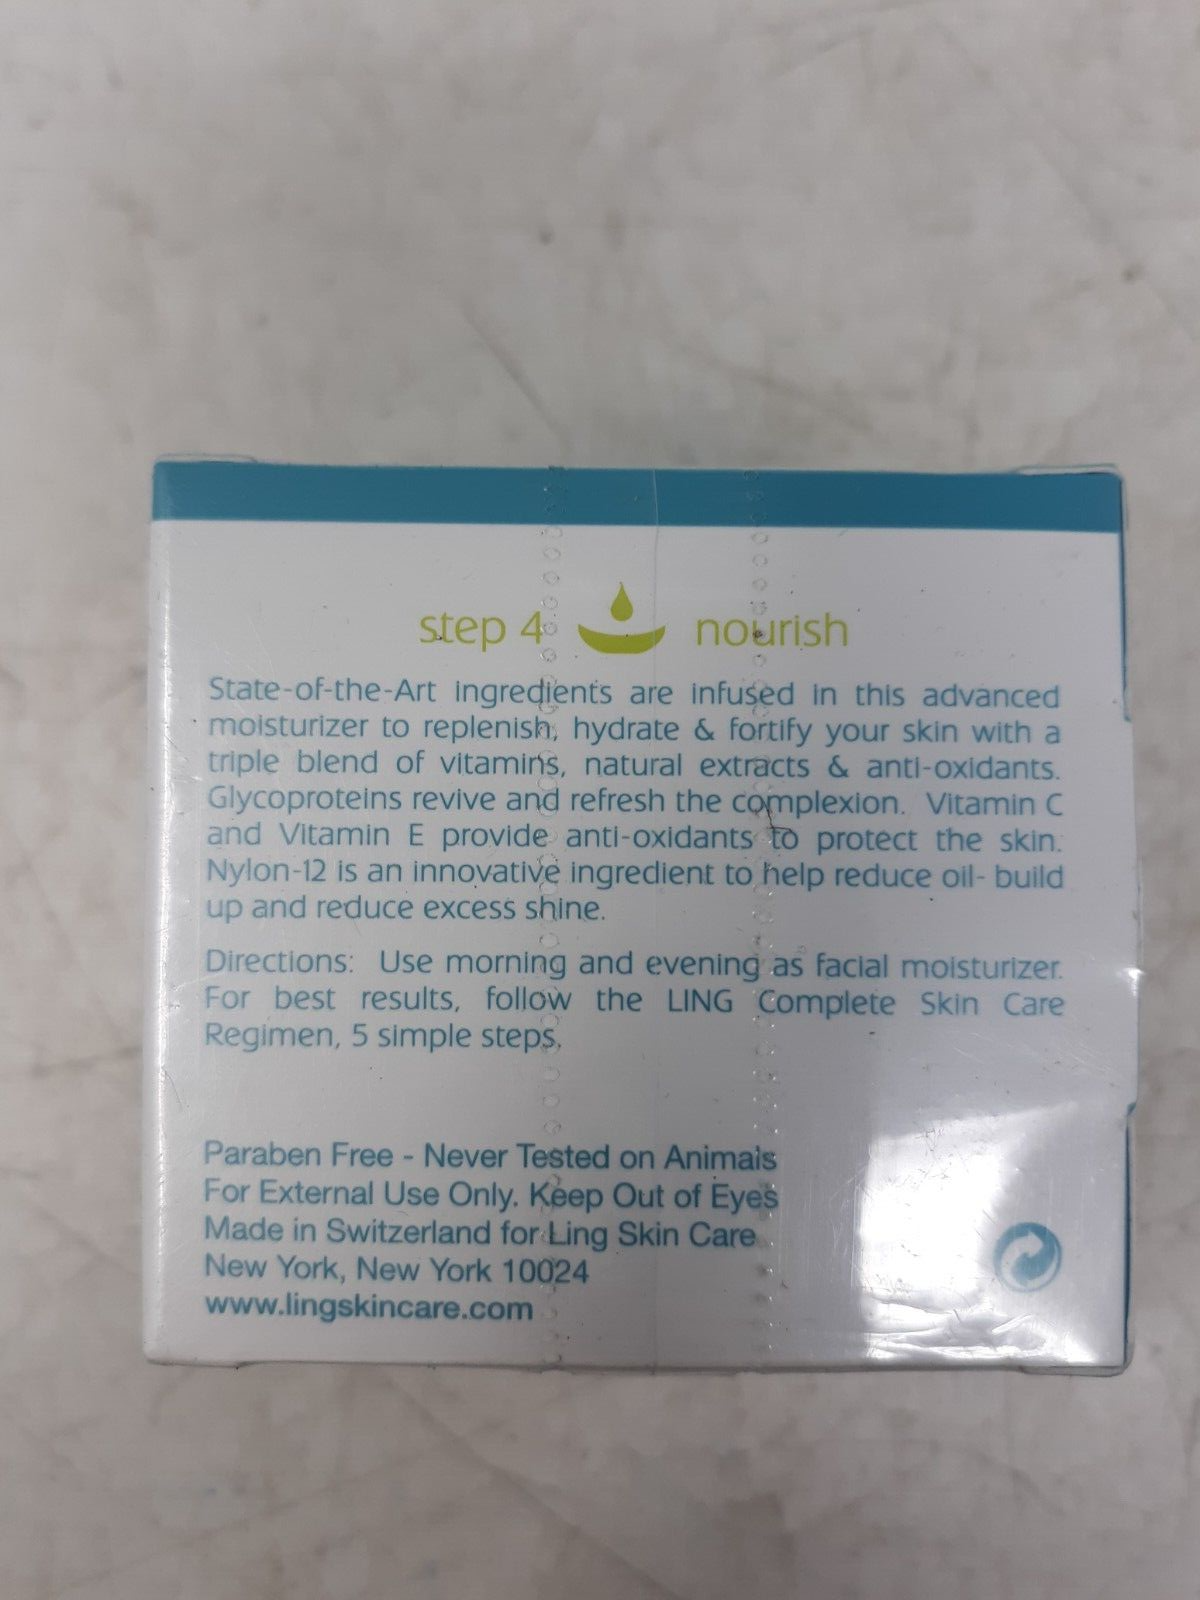 step 4 nourish
State-of-the-Art ingredients are infused in this advanced
moisturizer to replenish, hydrate & fortify your skin with a
triple blend of vitamins, natural extracts & anti-oxidants.
Glycoproteins revive and refresh the complexion. Vitamin C
and Vitamin E provide anti-oxidants to protect the skin.
Nylon-12 is an innovative ingredient to help reduce oil- build
up and reduce excess shine.
Directions: Use morning and evening as facial moisturizer.
For best results, follow the LING Complete Skin Care
Regimen, 5 simple steps.
Paraben Free - Never Tested on Animals
For External Use Only. Keep Out of Eyes
Made in Switzerland for Ling Skin Care
New York, New York 10024
www.lingskincare.com